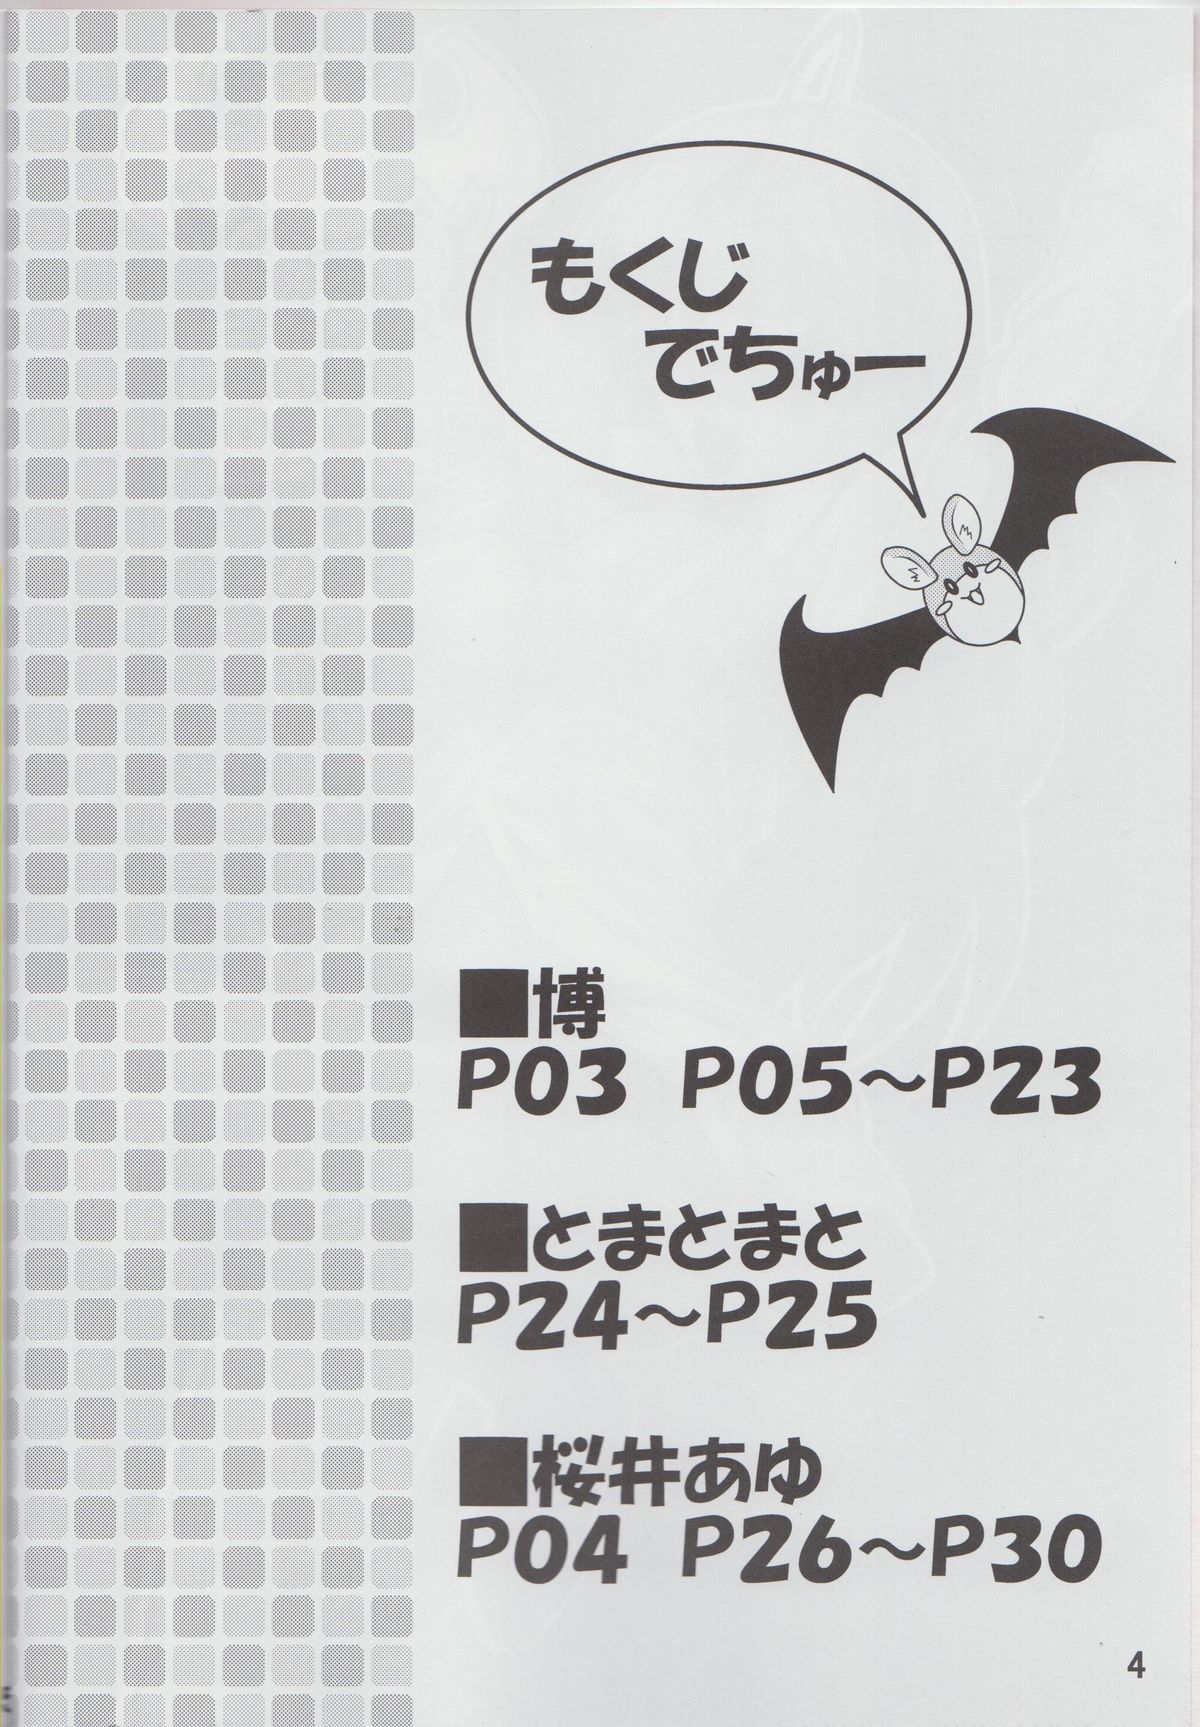 もくじ
でちゅー
■博
P03 P05～P23
■とまとまと
P24～P25
■桜井あゆ
P04 P26～P30
4